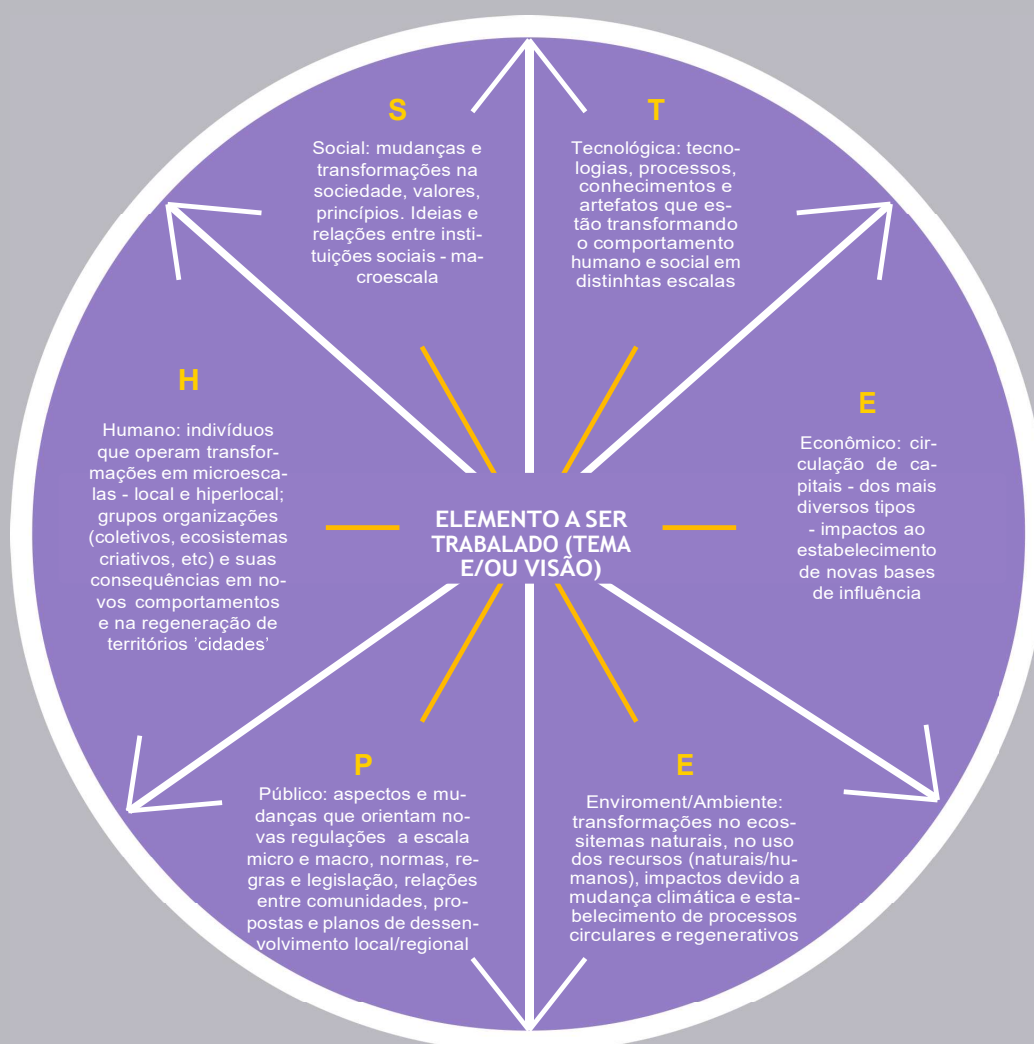 S
Social: mudanças e
transformações na
sociedade, valores,
princípios. Ideias e
relações entre insti-
tuições sociais - ma-
croescala
T
Tecnológica: tecno-
logias, processos,
conhecimentos e
artefatos que es-
tão transformando
o comportamento
humano e social em
distinhtas escalas
H
Humano: indivíduos
que operam transfor-
mações em microesca-
las - local e hiperlocal;
grupos organizações
(coletivos, ecosistemas
criativos, etc) e suas
consequências em no-
vos comportamentos
e na regeneração de
territórios 'cidades'
E
Econômico: cir-
culação de ca-
pitais - dos mais
diversos tipos
- impactos ao
estabelecimento
de novas bases
de influência
ELEMENTO A SER
TRABALADO (TEMA
E/OU VISÃO)
P
Público: aspectos e mu-
danças que orientam no-
vas regulações a escala
micro e macro, normas, re-
gras e legislação, relações
entre comunidades, pro-
postas e planos de dessen-
volvimento local/regional
E
Enviroment/Ambiente:
transformações no ecos-
sitemas naturais, no uso
dos recursos (naturais/hu-
manos), impactos devido a
mudança climática e esta-
belecimento de processos
circulares e regenerativos